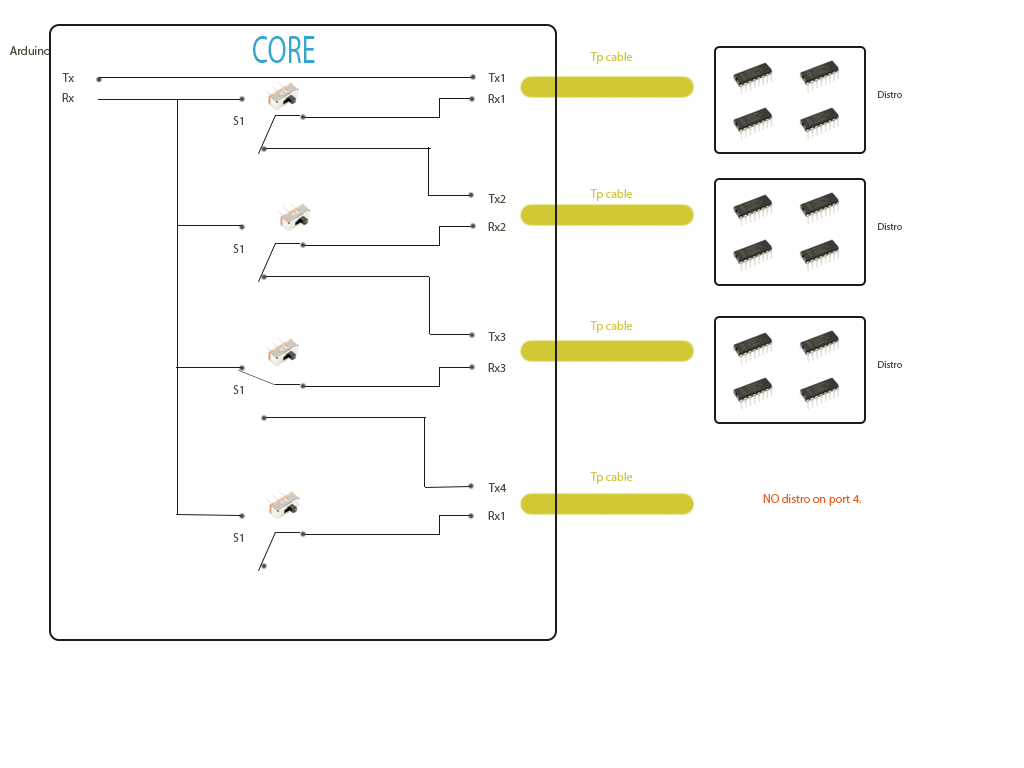 CORE
Arduino
Tp cable
Tx
Tx1
Rx
Rx1
Distro
S1
Tp cable
Tx2
Rx2
Distro
S1
Tp cable
Tx3
Rx3
Distro
S1
Tp cable
Tx4
NO distro on port 4.
Rx1
S1